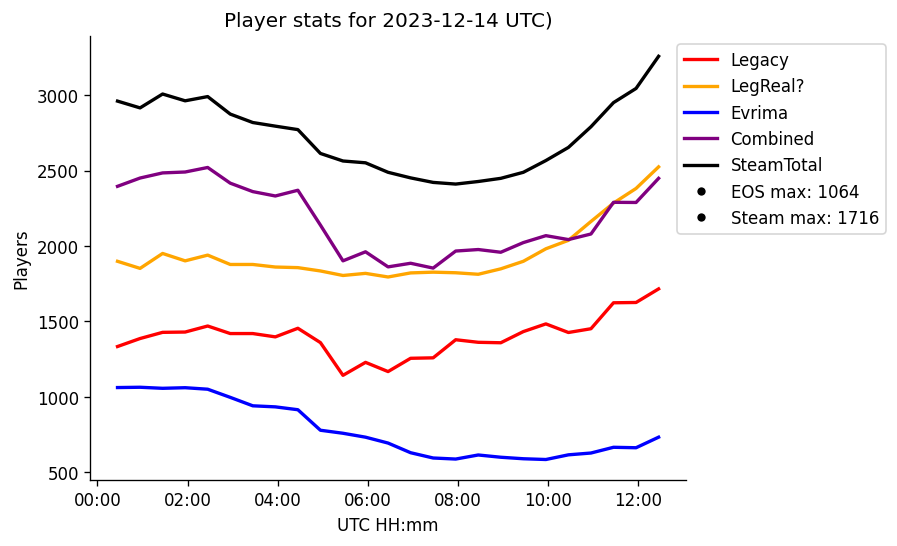 Player stats for 2023-12-14 UTC)
Legacy
LegReal?
Evrima
Combined
SteamTotal
EOS max: 1064
Steam max: 1716
3000
2500
2000
1500
1000
500
Players
00:00 02:00 04:00 06:00 08:00 10:00 12:00
UTC HH:mm